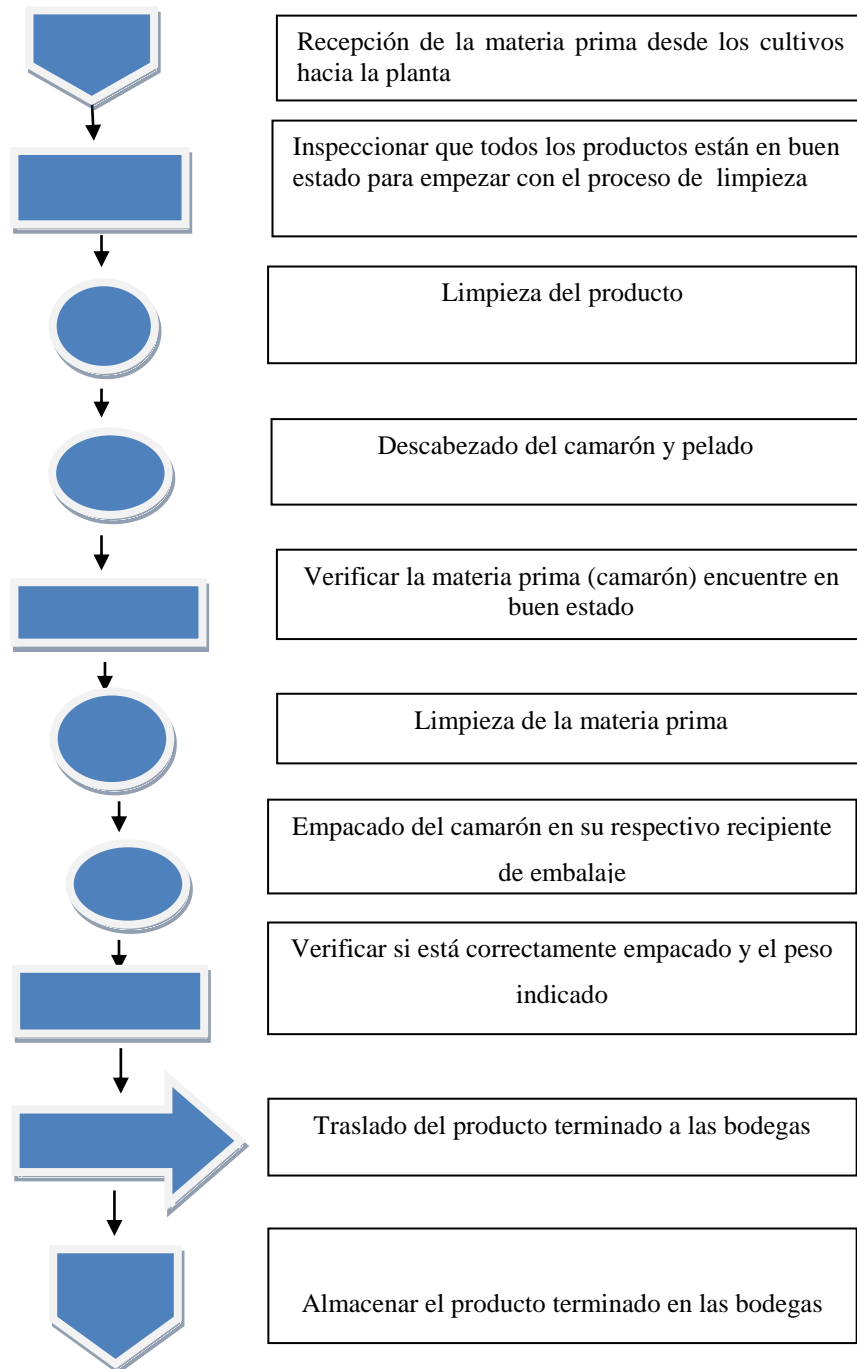 Recepción de la materia prima desde los cultivos
hacia la planta
Inspeccionar que todos los productos están en buen
estado para empezar con el proceso de limpieza
Limpieza del producto
Descabezado del camarón y pelado
Verificar la materia prima (camarón) encuentre en
buen estado
Limpieza de la materia prima
Empacado del camarón en su respectivo recipiente
de embalaje
Verificar si está correctamente empacado y el peso
indicado
Traslado del producto terminado a las bodegas
Almacenar el producto terminado en las bodegas